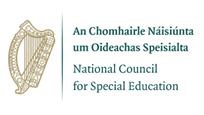 An Chomhairle Náisiúnta
um Oideachas Speisialta
National Council
for Special Education